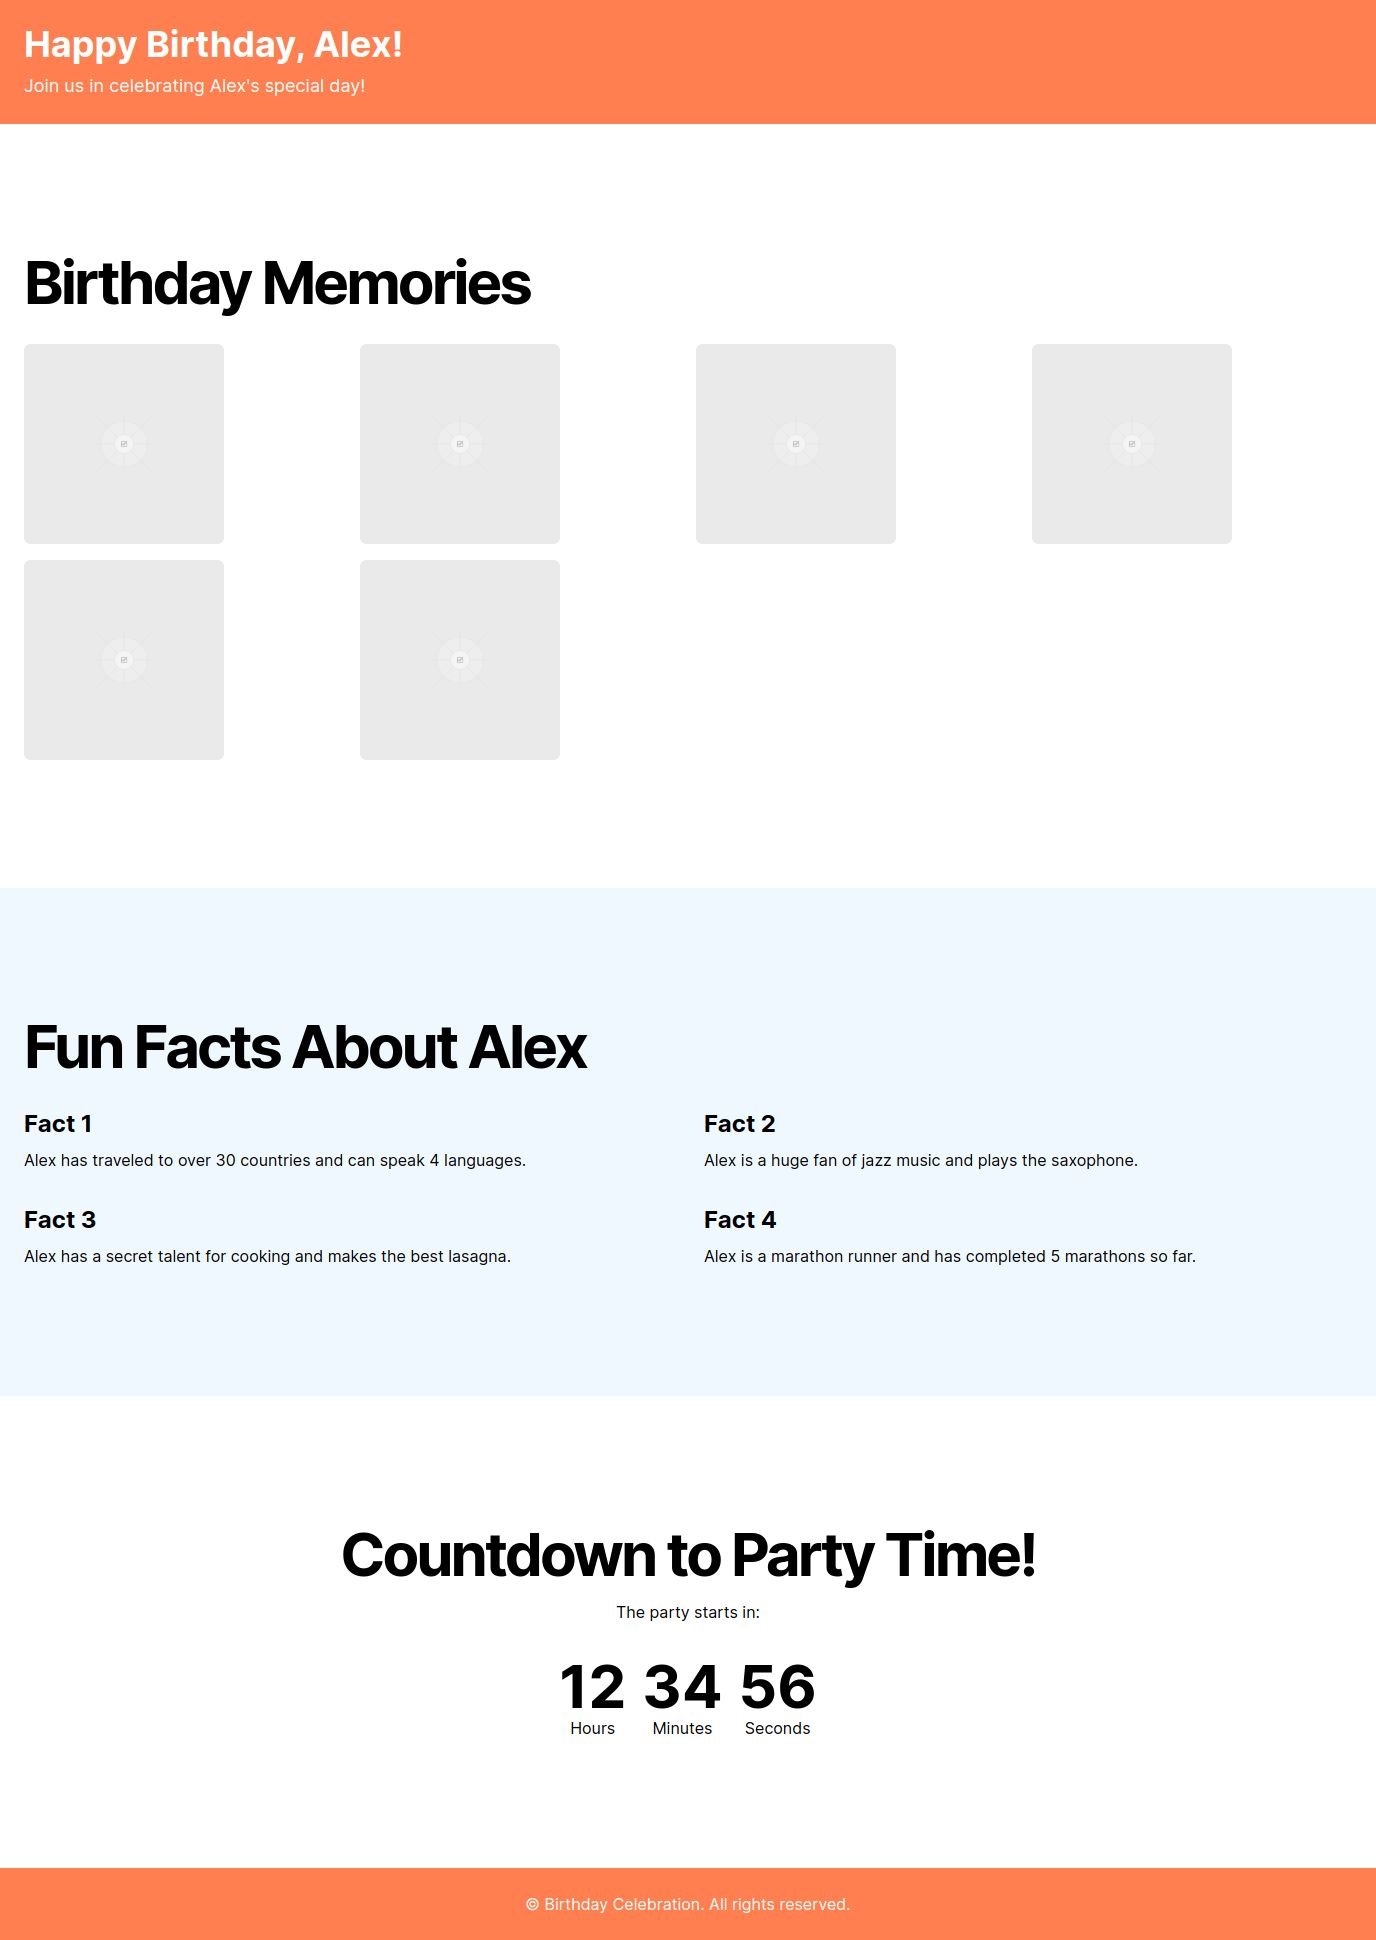 Happy Birthday, Alex!
Join us in celebrating Alex's special day!
Birthday Memories
Fun Facts About Alex
Fact 1
Alex has traveled to over 30 countries and can speak 4 languages.
Fact 2
Alex is a huge fan of jazz music and plays the saxophone.
Fact 3
Alex has a secret talent for cooking and makes the best lasagna.
Fact 4
Alex is a marathon runner and has completed 5 marathons so far.
Countdown to Party Time!
The party starts in:
12 34 56
Hours Minutes Seconds
© Birthday Celebration. All rights reserved.